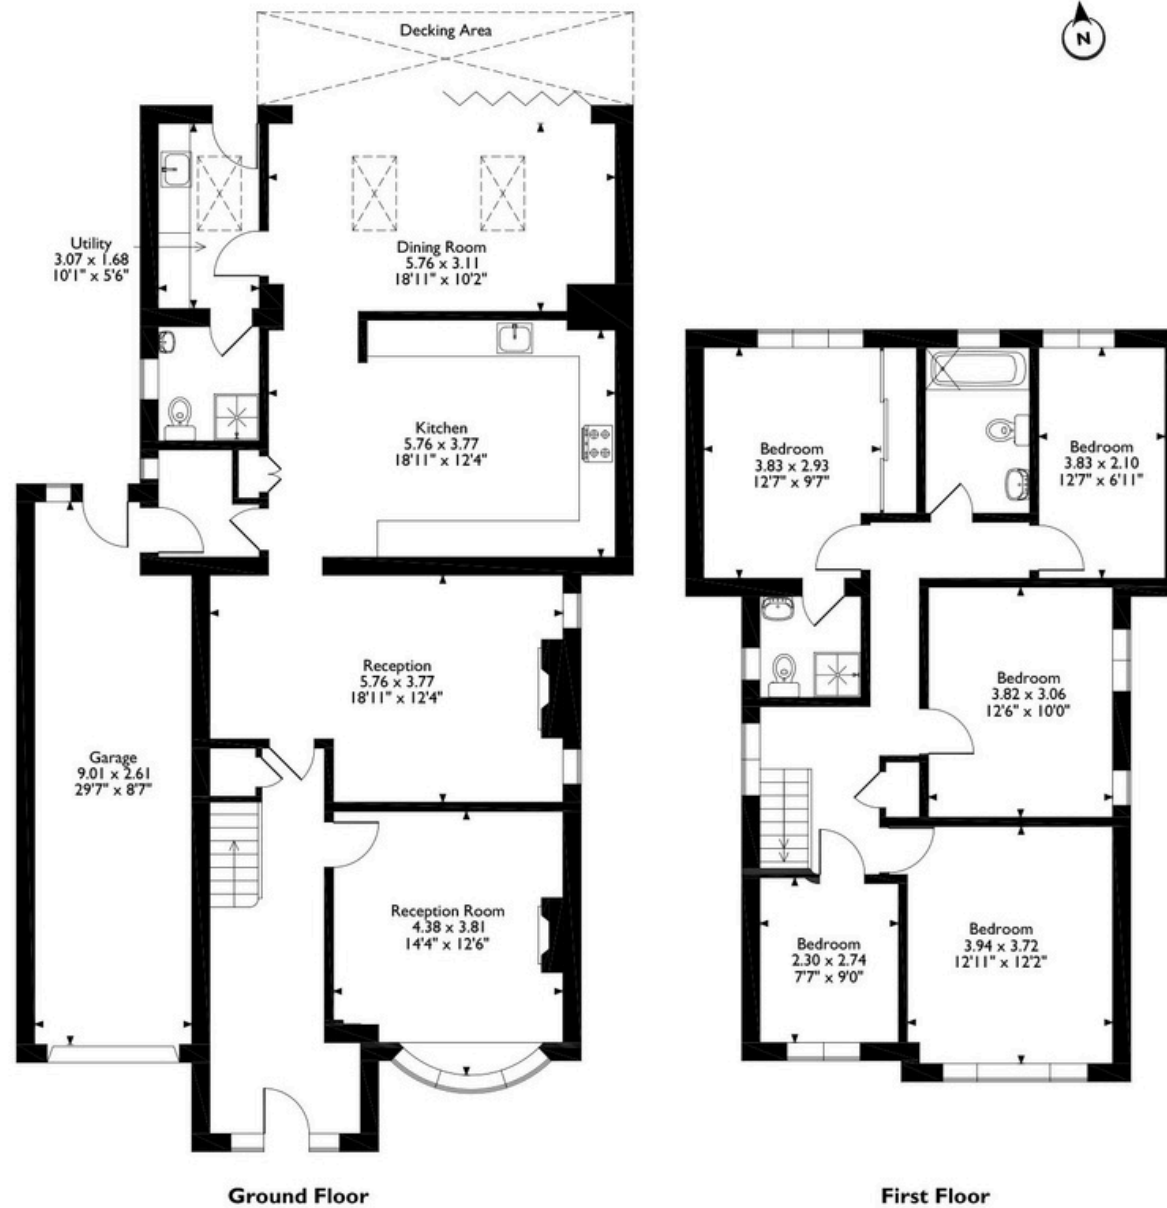 Decking Area
N
Utility
3.07 x 1.68
10'1" x 5'6"
Dining Room
5.76 x 3.11
18'11" x 10'2"
Kitchen
5.76 x 3.77
18'11" x 12'4"
Reception
5.76 x 3.77
18'11" x 12'4"
Garage
9.01 x 2.61
29'7" x 8'7"
Reception Room
4.38 x 3.81
14'4" x 12'6"
Ground Floor
Bedroom
3.83 x 2.93
12'7" x 9'7"
Bedroom
3.83 x 2.10
12'7" x 6'11"
Bedroom
3.82 x 3.06
12'6" x 10'0"
Bedroom
2.30 x 2.74
7'7" x 9'0"
Bedroom
3.94 x 3.72
12'11" x 12'2"
First Floor